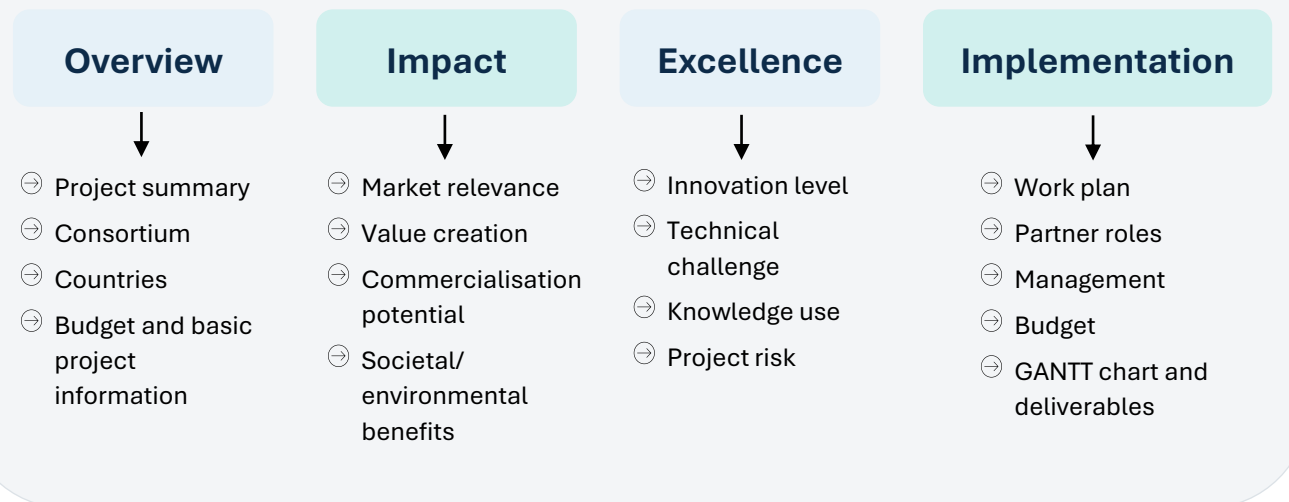 Overview
Project summary
Consortium
Countries
Budget and basic
project
information
Impact
Market relevance
Value creation
Commercialisation
potential
Societal/
environmental
benefits
Excellence
Innovation level
Technical
challenge
Knowledge use
Project risk
Implementation
Work plan
Partner roles
Management
Budget
GANTT chart and
deliverables